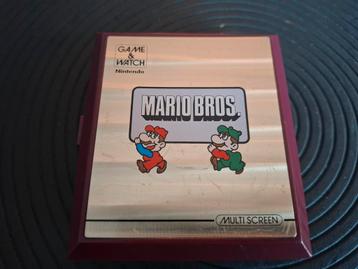 GAME
&
WATCH
Nintendo
MARIO BROS.
MULTI SCREEN